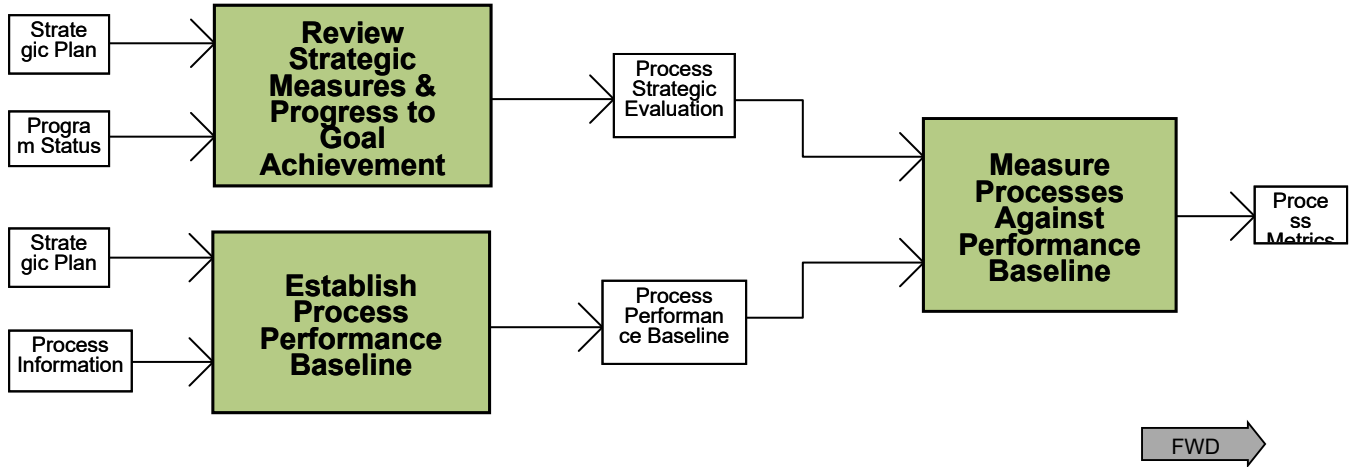 Strate
gic Plan
Progra
m Status
Review
Strategic
Measures &
Progress to
Goal
Achievement
Process
Strategic
Evaluation
Strate
gic Plan
Process
Information
Establish
Process
Performance
Baseline
Process
Performan
ce Baseline
Measure
Processes
Against
Performance
Baseline
Proce
ss
Metrics
FWD